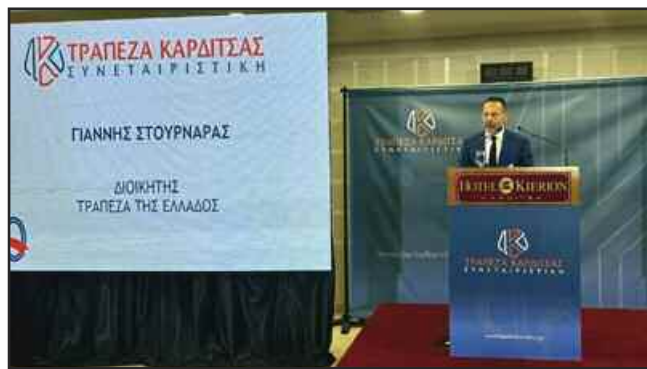 ΤΡΑΠΕΖΑ ΚΑΡΔΙΤΣΑΣ
ΣΥΝΕΤΑΙΡΙΣΤΙΚΗ
ΓΙΑΝΝΗΣ ΣΤΟΥΡΝΑΡΑΣ
ΔΙΟΙΚΗΤΗΣ
ΤΡΑΠΕΖΑ ΤΗΣ ΕΛΛΑΔΟΣ
ΤΡΑΠΕΖΑ ΚΑΡΔΙΤΣΑΣ
ΣΥΝΕΤΑΙΡΙΣΤΙΚΗ
HOTEL KIERION
ΤΡΑΠΕΖΑ ΚΑΡΔΙΤΣΑΣ
ΣΥΝΕΤΑΙΡΙΣΤΙΚΗ